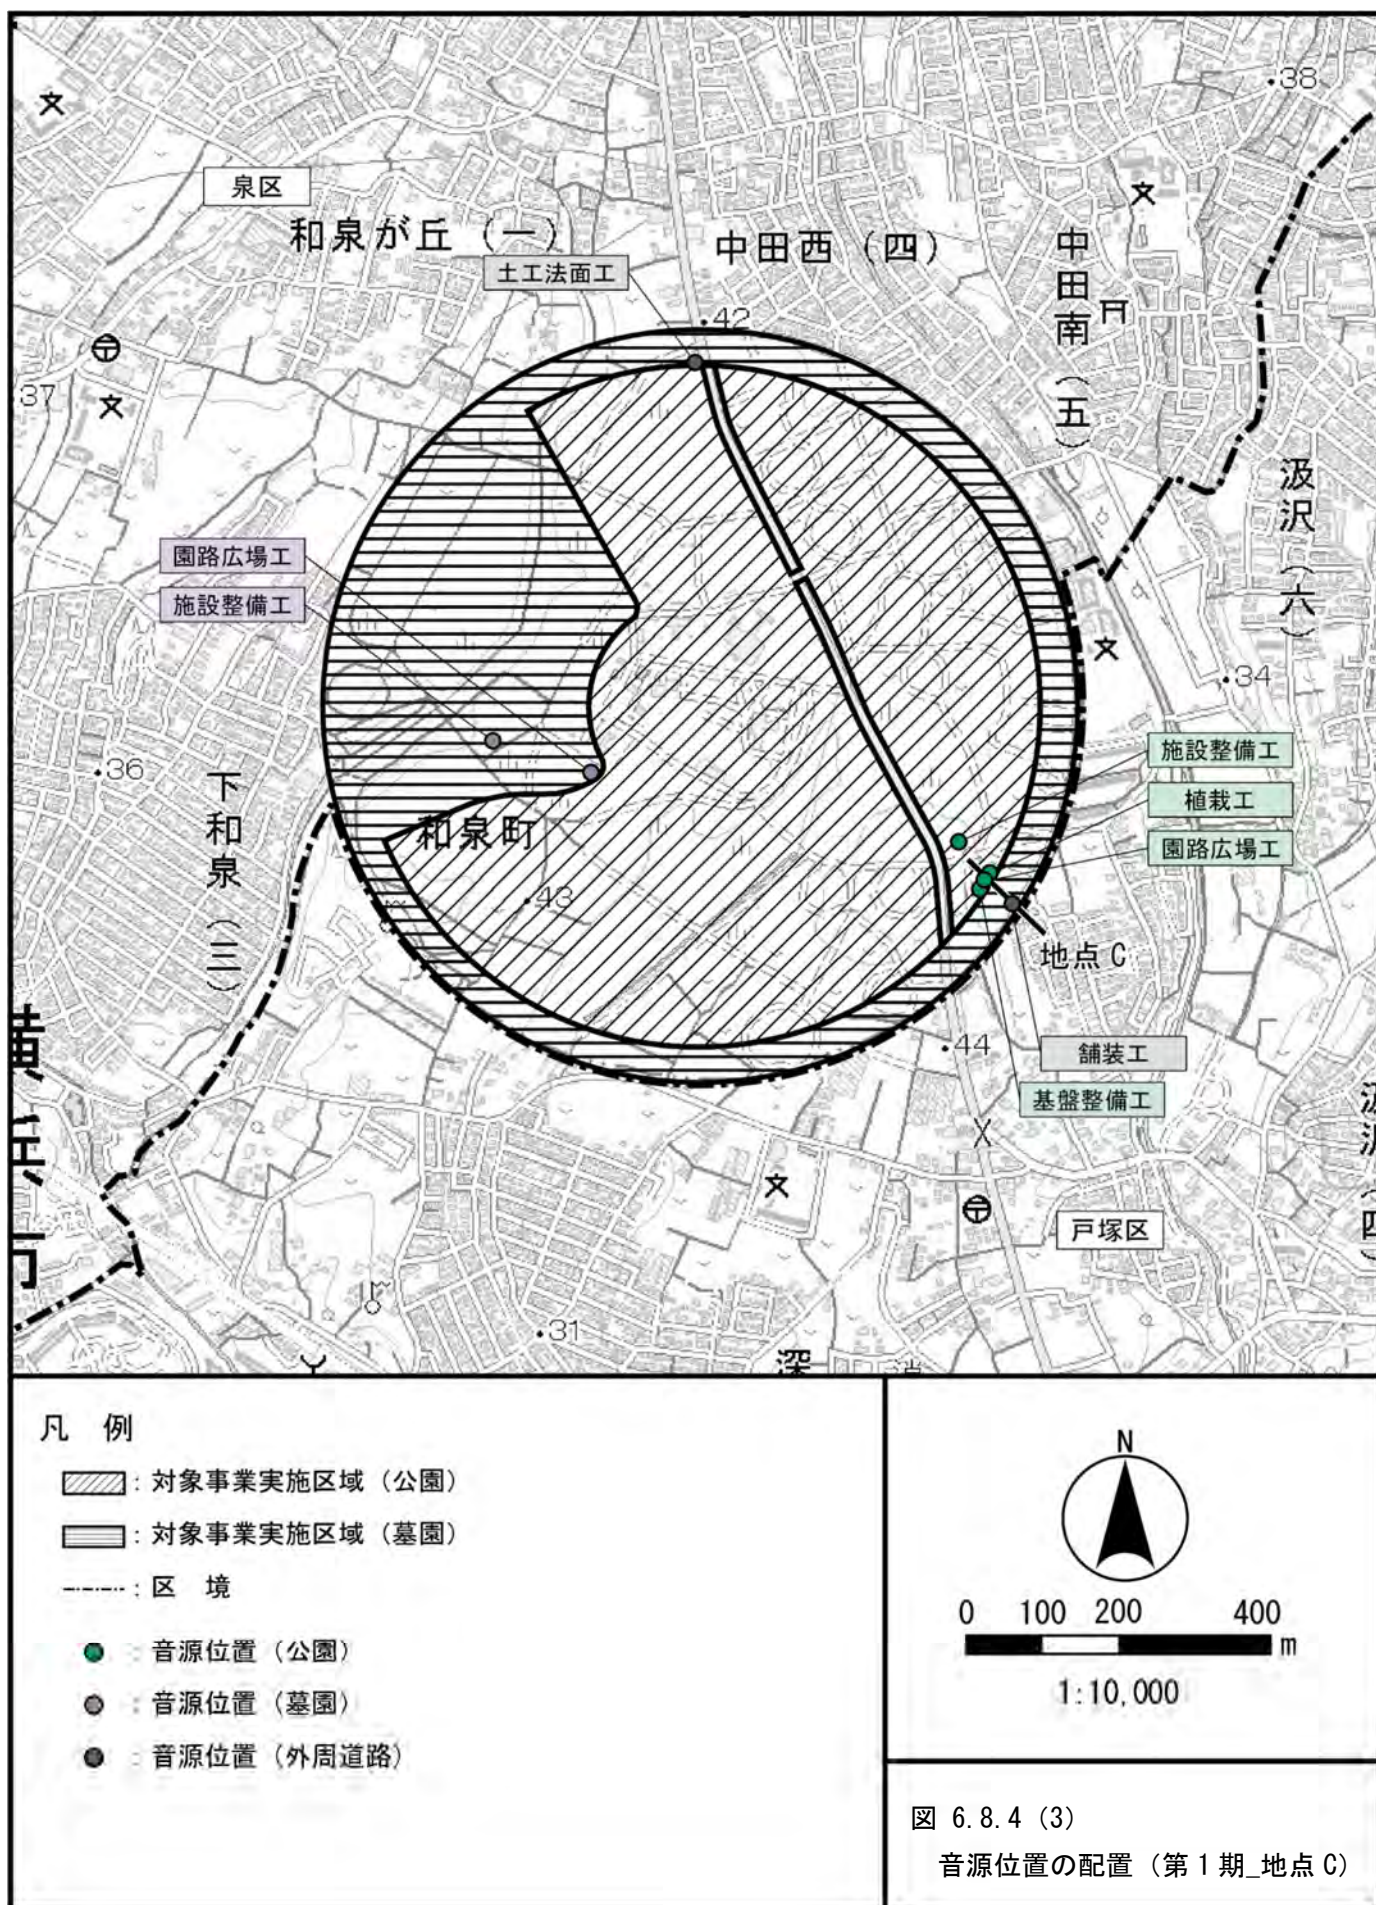 38
泉区
和泉が丘（一）
中田西（四）
中田南（五）
土工法面工
42
37
汲沢（六）
園路広場工
施設整備工
34
36
下和泉（三）
施設整備工
植栽工
園路広場工
和泉町
43
地点 C
横浜市
44
舗装工
基盤整備工
戸塚区
31
深
凡 例
：対象事業実施区域（公園）
：対象事業実施区域（墓園）
：区 境
：音源位置（公園）
：音源位置（墓園）
：音源位置（外周道路）
N
0 100 200 400
m
1:10,000
図 6.8.4 (3)
音源位置の配置（第 1 期_地点 C）